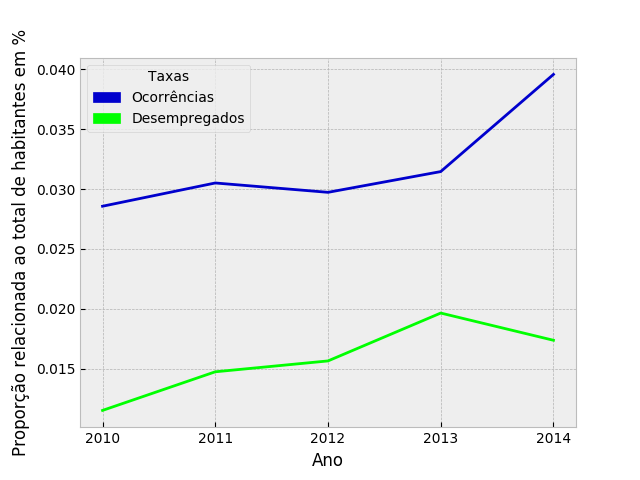 Proporção relacionada ao total de habitantes em %
0.040
0.035
0.030
0.025
0.020
0.015
Taxas
Ocorrências
Desempregados
2010 2011 2012 2013 2014
Ano